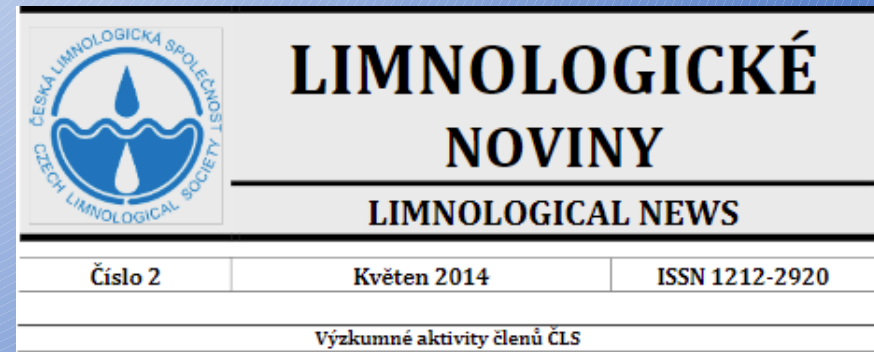 ČESKÁ LIMNOLOGICKÁ SPOLEČNOST
CZECH LIMNOLOGICAL SOCIETY
LIMNOLOGICKÉ
NOVINY
LIMNOLOGICAL NEWS
Číslo 2 Květen 2014 ISSN 1212-2920
Výzkumné aktivity členů ČLS